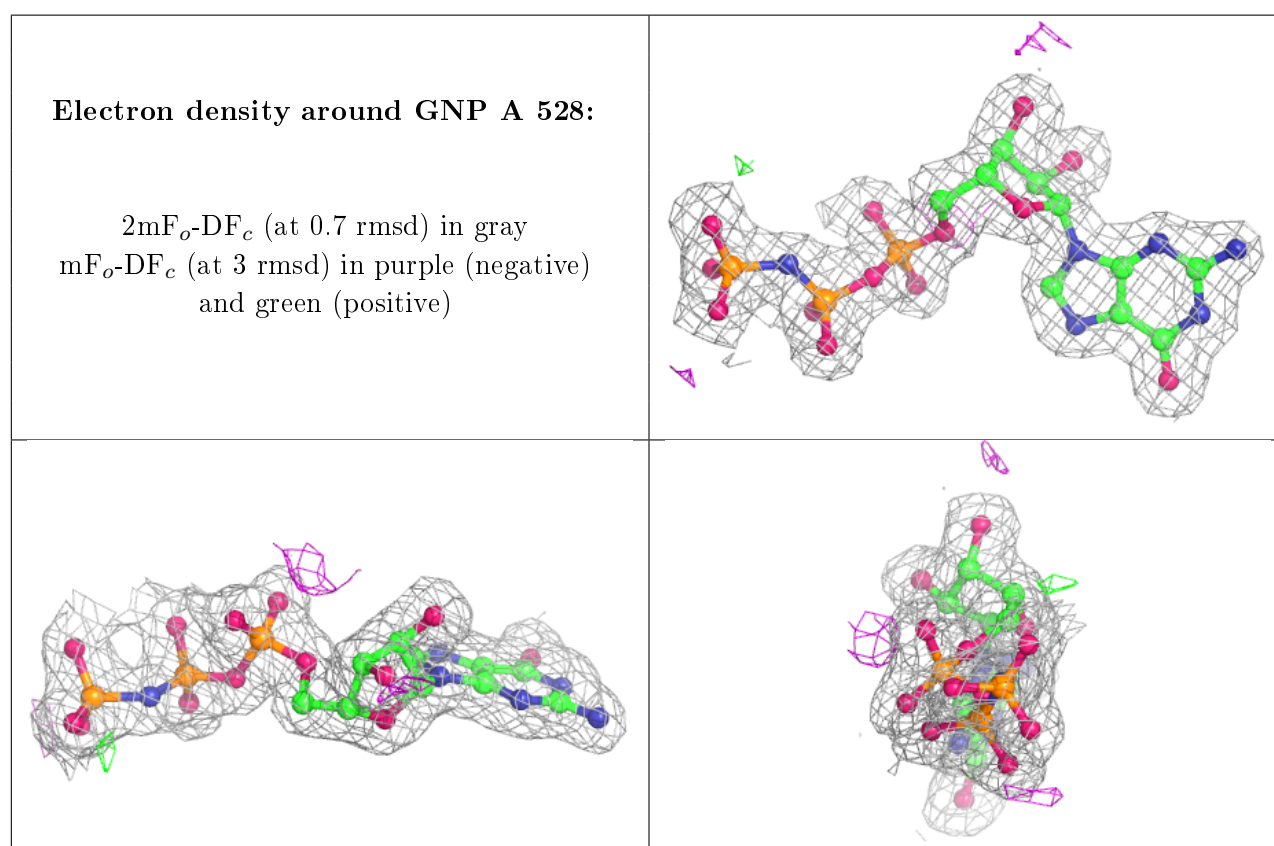 Electron density around GNP A 528:
2mFₒ-DF𝒸 (at 0.7 rmsd) in gray
mFₒ-DF𝒸 (at 3 rmsd) in purple (negative)
and green (positive)